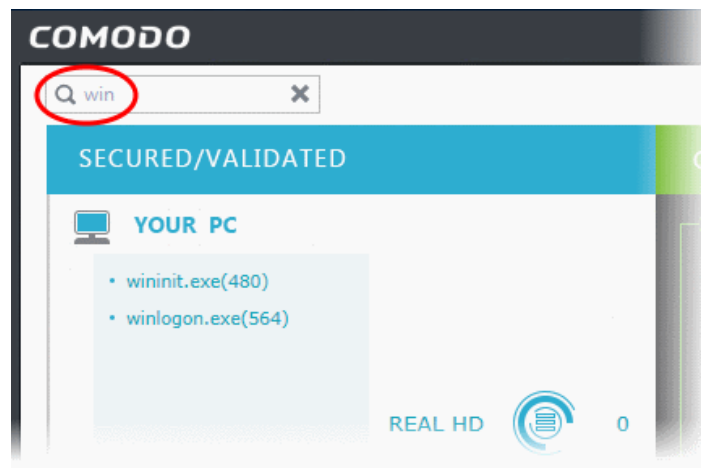 COMODO
win
SECURED/VALIDATED
YOUR PC
• wininit.exe(480)
• winlogon.exe(564)
REAL HD 0